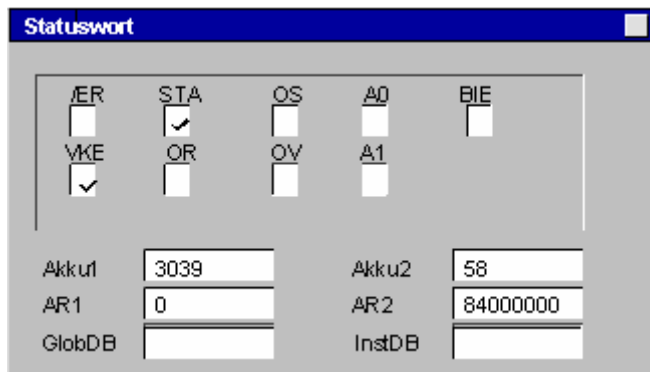 Statuswort
/ER STA OS A0 BIE
VKE OR OV A1
Akku1 3039 Akku2 58
AR1 0 AR2 84000000
GlobDB InstDB